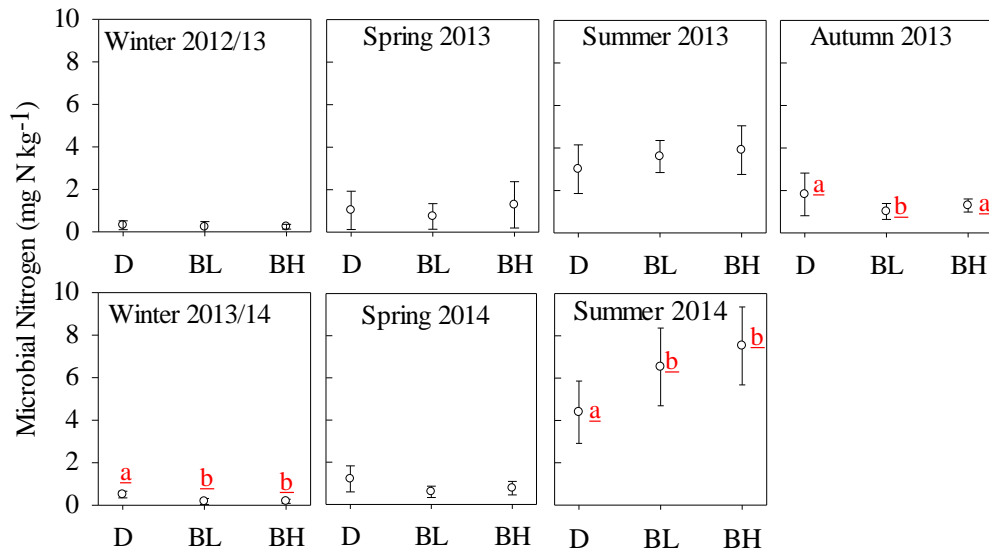 Microbial Nitrogen (mg N kg-1)
10
8
6
4
2
0
Winter 2012/13
D BL BH
Spring 2013
D BL BH
Summer 2013
D BL BH
Autumn 2013
a b a
D BL BH
10
8
6
4
2
0
Winter 2013/14
a b b
D BL BH
Spring 2014
D BL BH
Summer 2014
a b b
D BL BH